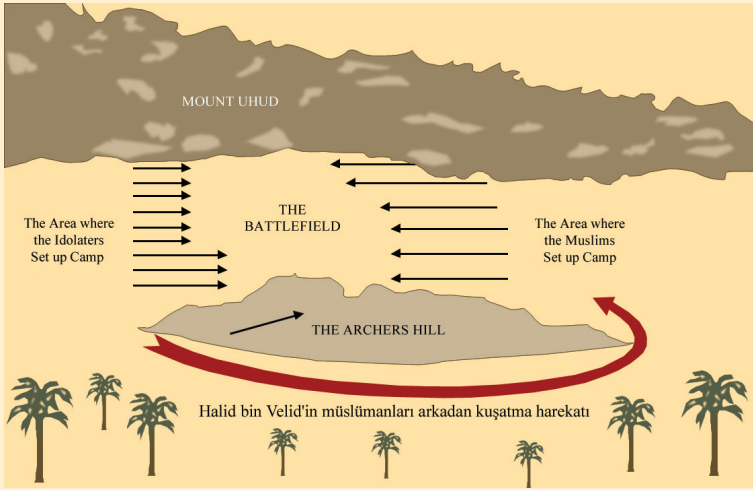 MOUNT UHUD
The Area where
the Idolaters
Set up Camp
THE
BATTLEFIELD
The Area where
the Muslims
Set up Camp
THE ARCHERS HILL
Halid bin Velid'in müslümanları arkadan kuşatma harekatı